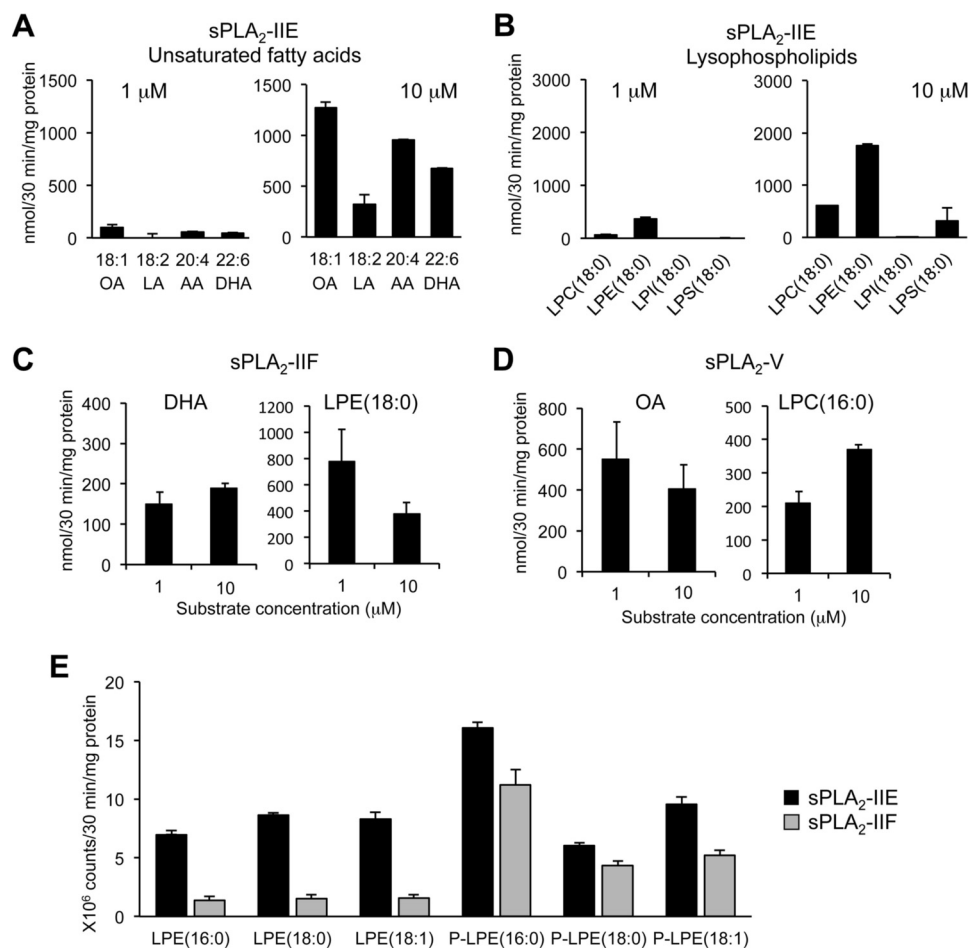 A
sPLA₂-IIE
Unsaturated fatty acids
nmol/30 min/mg protein
1500
1000
500
0
1 μM
18:1 18:2 20:4 22:6
OA LA AA DHA
1500
1000
500
0
10 μM
18:1 18:2 20:4 22:6
OA LA AA DHA
B
sPLA₂-IIE
Lysophospholipids
nmol/30 min/mg protein
3000
2000
1000
0
1 μM
LPC(18:0) LPE(18:0) LPI(18:0) LPS(18:0)
3000
2000
1000
0
10 μM
LPC(18:0) LPE(18:0) LPI(18:0) LPS(18:0)
C
sPLA₂-IIF
nmol/30 min/mg protein
DHA
400
300
200
100
0
1 10
LPE(18:0)
1200
1000
800
600
400
200
0
1 10
Substrate concentration (μM)
D
sPLA₂-V
nmol/30 min/mg protein
OA
800
600
400
200
0
1 10
LPC(16:0)
500
400
300
200
100
0
1 10
Substrate concentration (μM)
E
X10⁶ counts/30 min/mg protein
20
15
10
5
0
LPE(16:0) LPE(18:0) LPE(18:1) P-LPE(16:0) P-LPE(18:0) P-LPE(18:1)
sPLA₂-IIE
sPLA₂-IIF